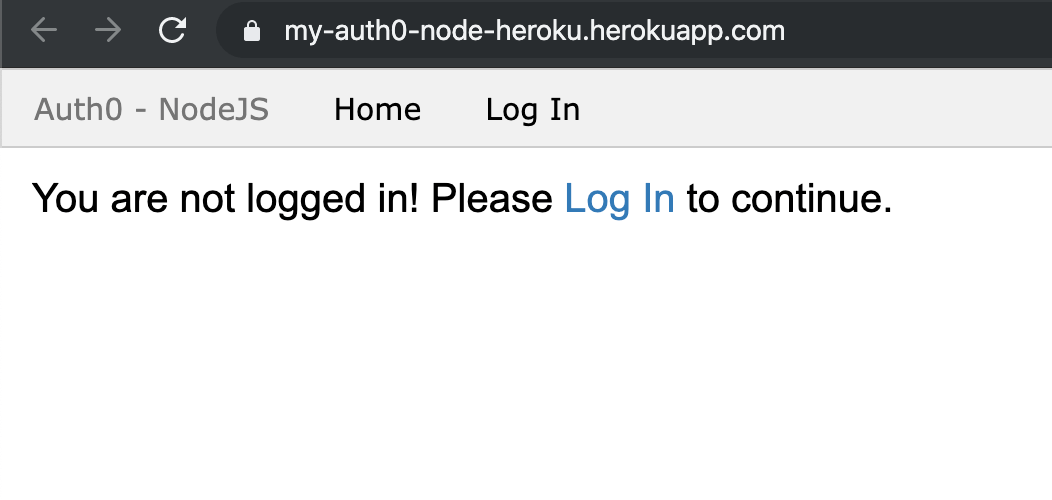 my-auth0-node-heroku.herokuapp.com
Auth0 - NodeJS Home Log In
You are not logged in! Please Log In to continue.